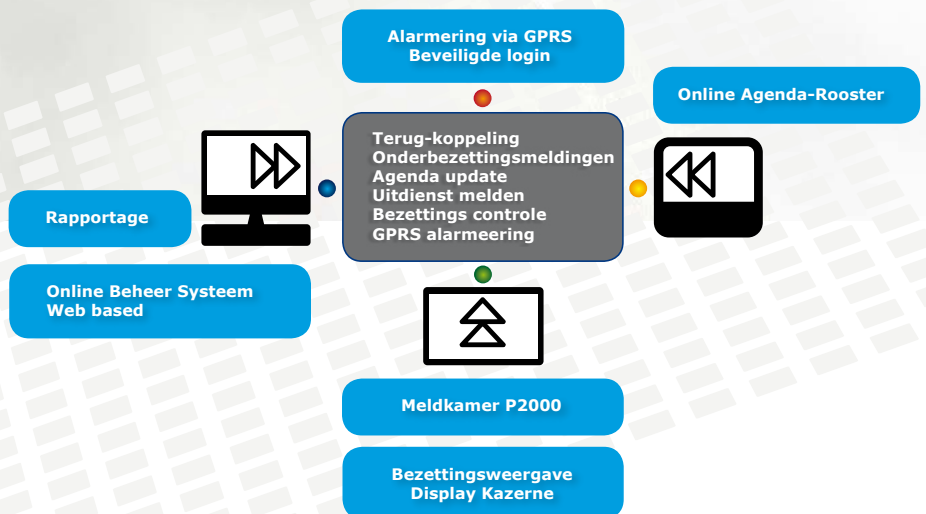 Alarmering via GPRS
Beveiligde login
Online Agenda-Rooster
Terug-koppeling
Onderbezettingsmeldingen
Agenda update
Uitdienst melden
Bezettings controle
GPRS alarmeering
Rapportage
Online Beheer Systeem
Web based
Meldkamer P2000
Bezettingsweergave
Display Kazerne